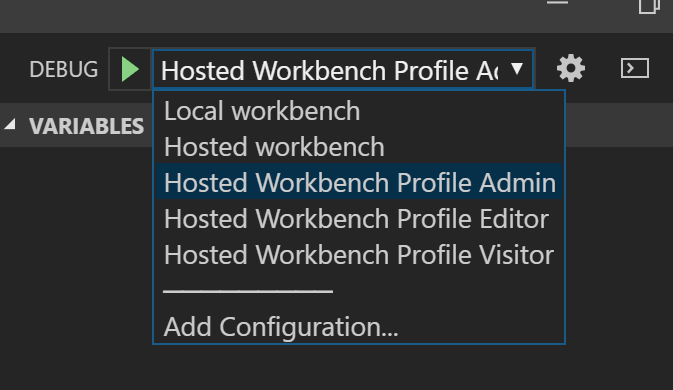 DEBUG
Hosted Workbench Profile Ad
VARIABLES
Local workbench
Hosted workbench
Hosted Workbench Profile Admin
Hosted Workbench Profile Editor
Hosted Workbench Profile Visitor
Add Configuration...